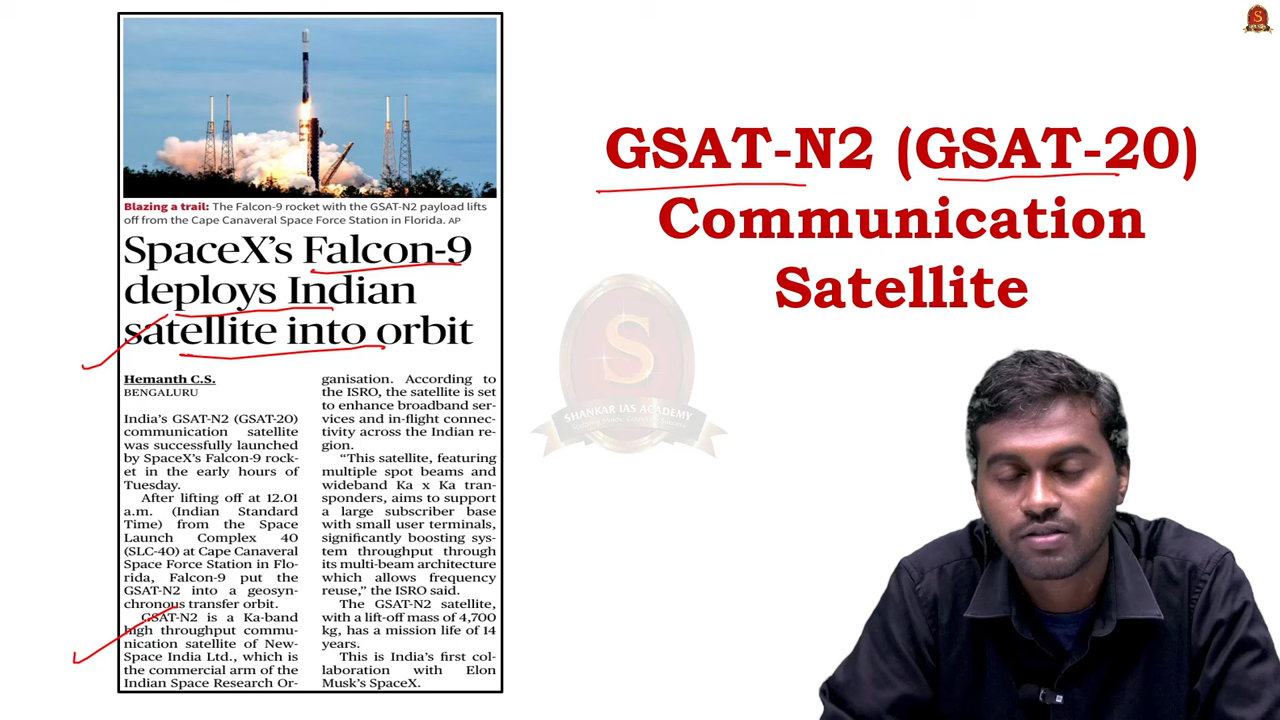 Blazing a trail: The Falcon-9 rocket with the GSAT-N2 payload lifts
off from the Cape Canaveral Space Force Station in Florida. AP
SpaceX's Falcon-9
deploys Indian
satellite into orbit
Hemanth C.S.
BENGALURU
India's GSAT-N2 (GSAT-20)
communication satellite
was successfully launched
by SpaceX's Falcon-9 rock-
et in the early hours of
Tuesday.
After lifting off at 12.01
a.m. (Indian Standard
Time) from the Space
Launch Complex 40
(SLC-40) at Cape Canaveral
Space Force Station in Flo-
rida, Falcon-9 put the
GSAT-N2 into a geosyn-
chronous transfer orbit.
GSAT-N2 is a Ka-band
high throughput commu-
nication satellite of New-
Space India Ltd., which is
the commercial arm of the
Indian Space Research Or-
ganisation. According to
the ISRO, the satellite is set
to enhance broadband ser-
vices and in-flight connec-
tivity across the Indian re-
gion.
"This satellite, featuring
multiple spot beams and
wideband Ka x Ka tran-
sponders, aims to support
a large subscriber base
with small user terminals,
significantly boosting sys-
tem throughput through
its multi-beam architecture
which allows frequency
reuse," the ISRO said.
The GSAT-N2 satellite,
with a lift-off mass of 4,700
kg, has a mission life of 14
years.
This is India's first col-
laboration with Elon
Musk's SpaceX.
GSAT-N2 (GSAT-20)
Communication
Satellite
S
SHANKAR IAS ACADEMY
S